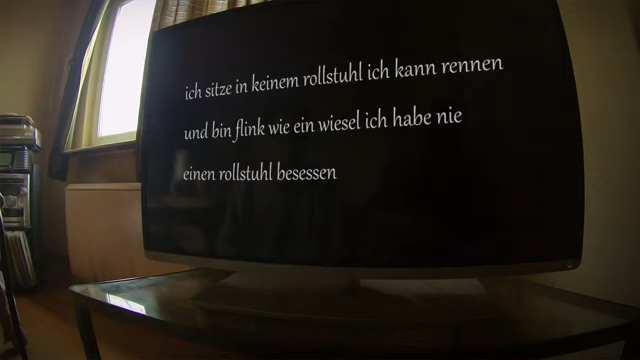 ich sitze in keinem rollstuhl ich kann rennen
und bin flink wie ein wiesel ich habe nie
einen rollstuhl besessen